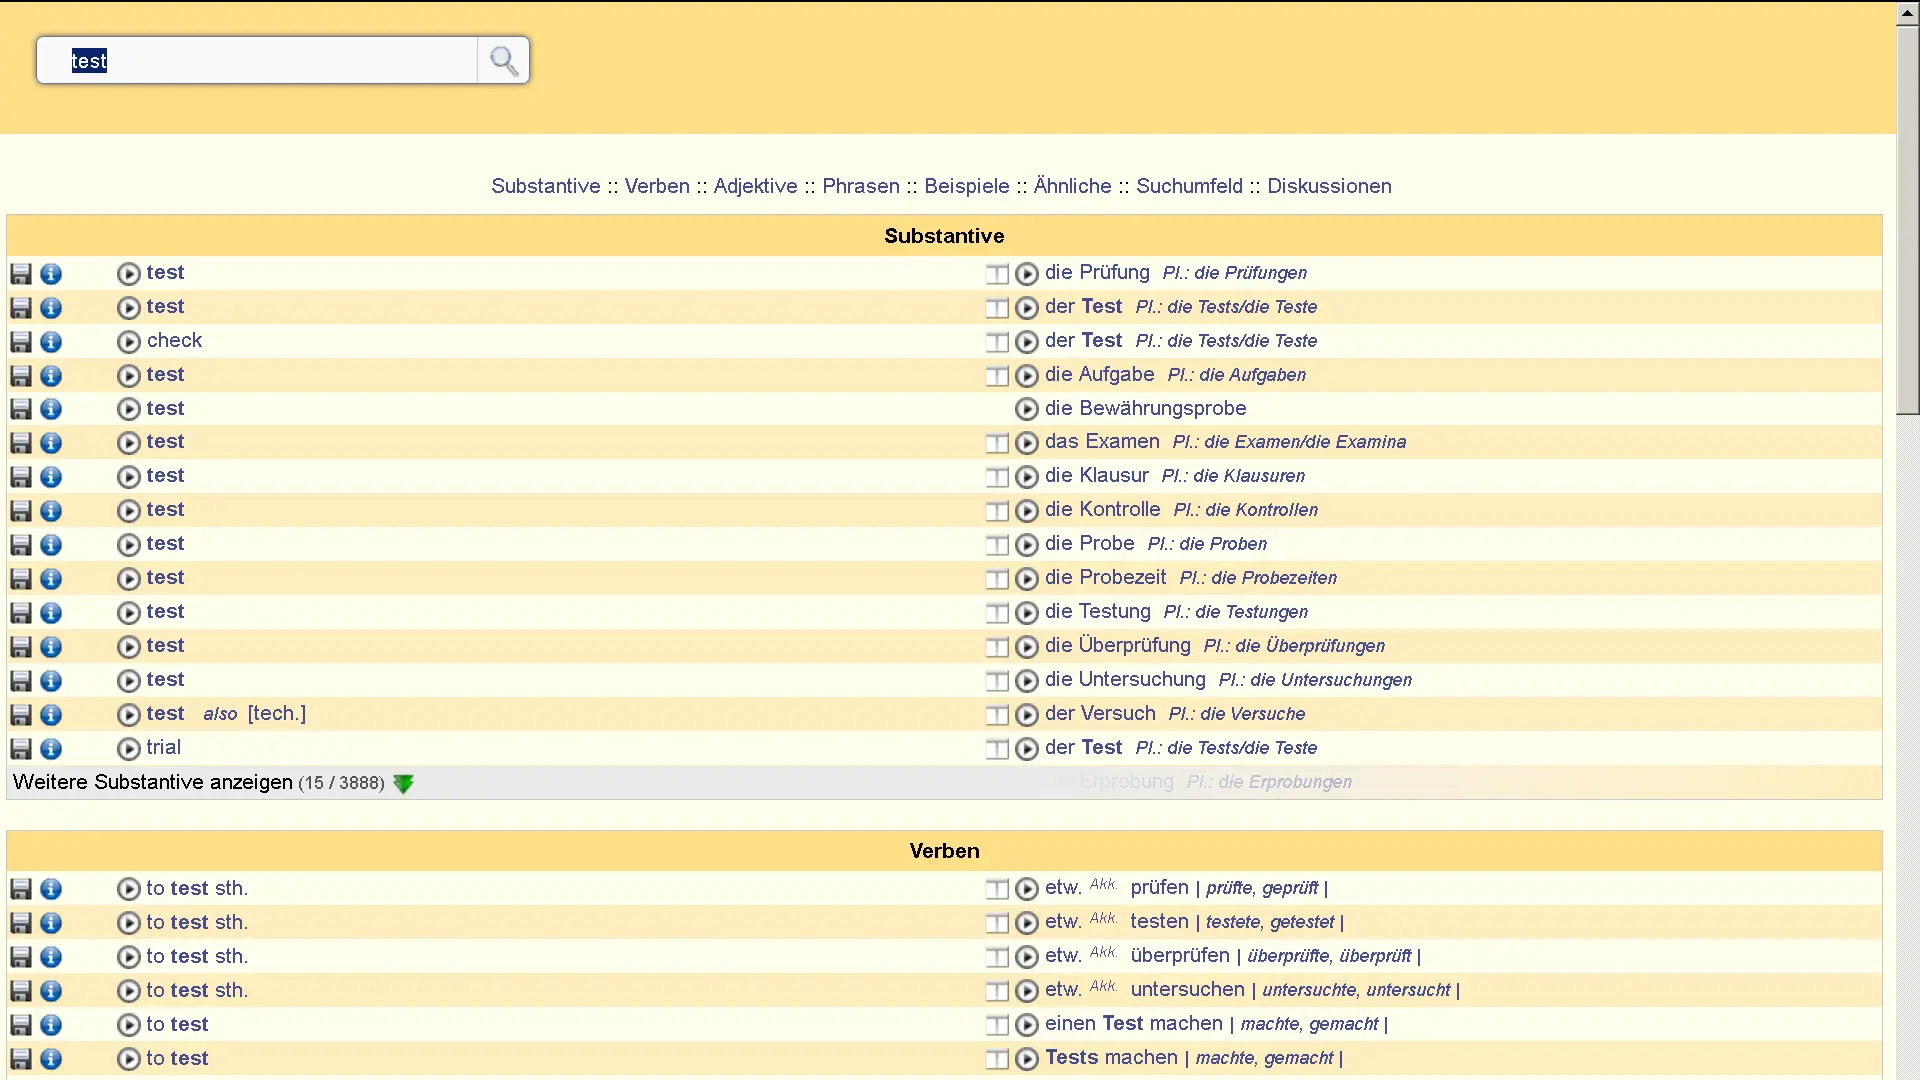 test
Substantive :: Verben :: Adjektive :: Phrasen :: Beispiele :: Ähnliche :: Suchumfeld :: Diskussionen
Substantive
test die Prüfung Pl.: die Prüfungen
test der Test Pl.: die Tests/die Teste
check der Test Pl.: die Tests/die Teste
test die Aufgabe Pl.: die Aufgaben
test die Bewährungsprobe
test das Examen Pl.: die Examen/die Examina
test die Klausur Pl.: die Klausuren
test die Kontrolle Pl.: die Kontrollen
test die Probe Pl.: die Proben
test die Probezeit Pl.: die Probezeiten
test die Testung Pl.: die Testungen
test die Überprüfung Pl.: die Überprüfungen
test die Untersuchung Pl.: die Untersuchungen
test also [tech.] der Versuch Pl.: die Versuche
trial der Test Pl.: die Tests/die Teste
Weitere Substantive anzeigen (15 / 3888) die Erprobung Pl.: die Erprobungen
Verben
to test sth. etw. Akk. prüfen | prüfte, geprüft |
to test sth. etw. Akk. testen | testete, getestet |
to test sth. etw. Akk. überprüfen | überprüfte, überprüft |
to test sth. etw. Akk. untersuchen | untersuchte, untersucht |
to test einen Test machen | machte, gemacht |
to test Tests machen | machte, gemacht |